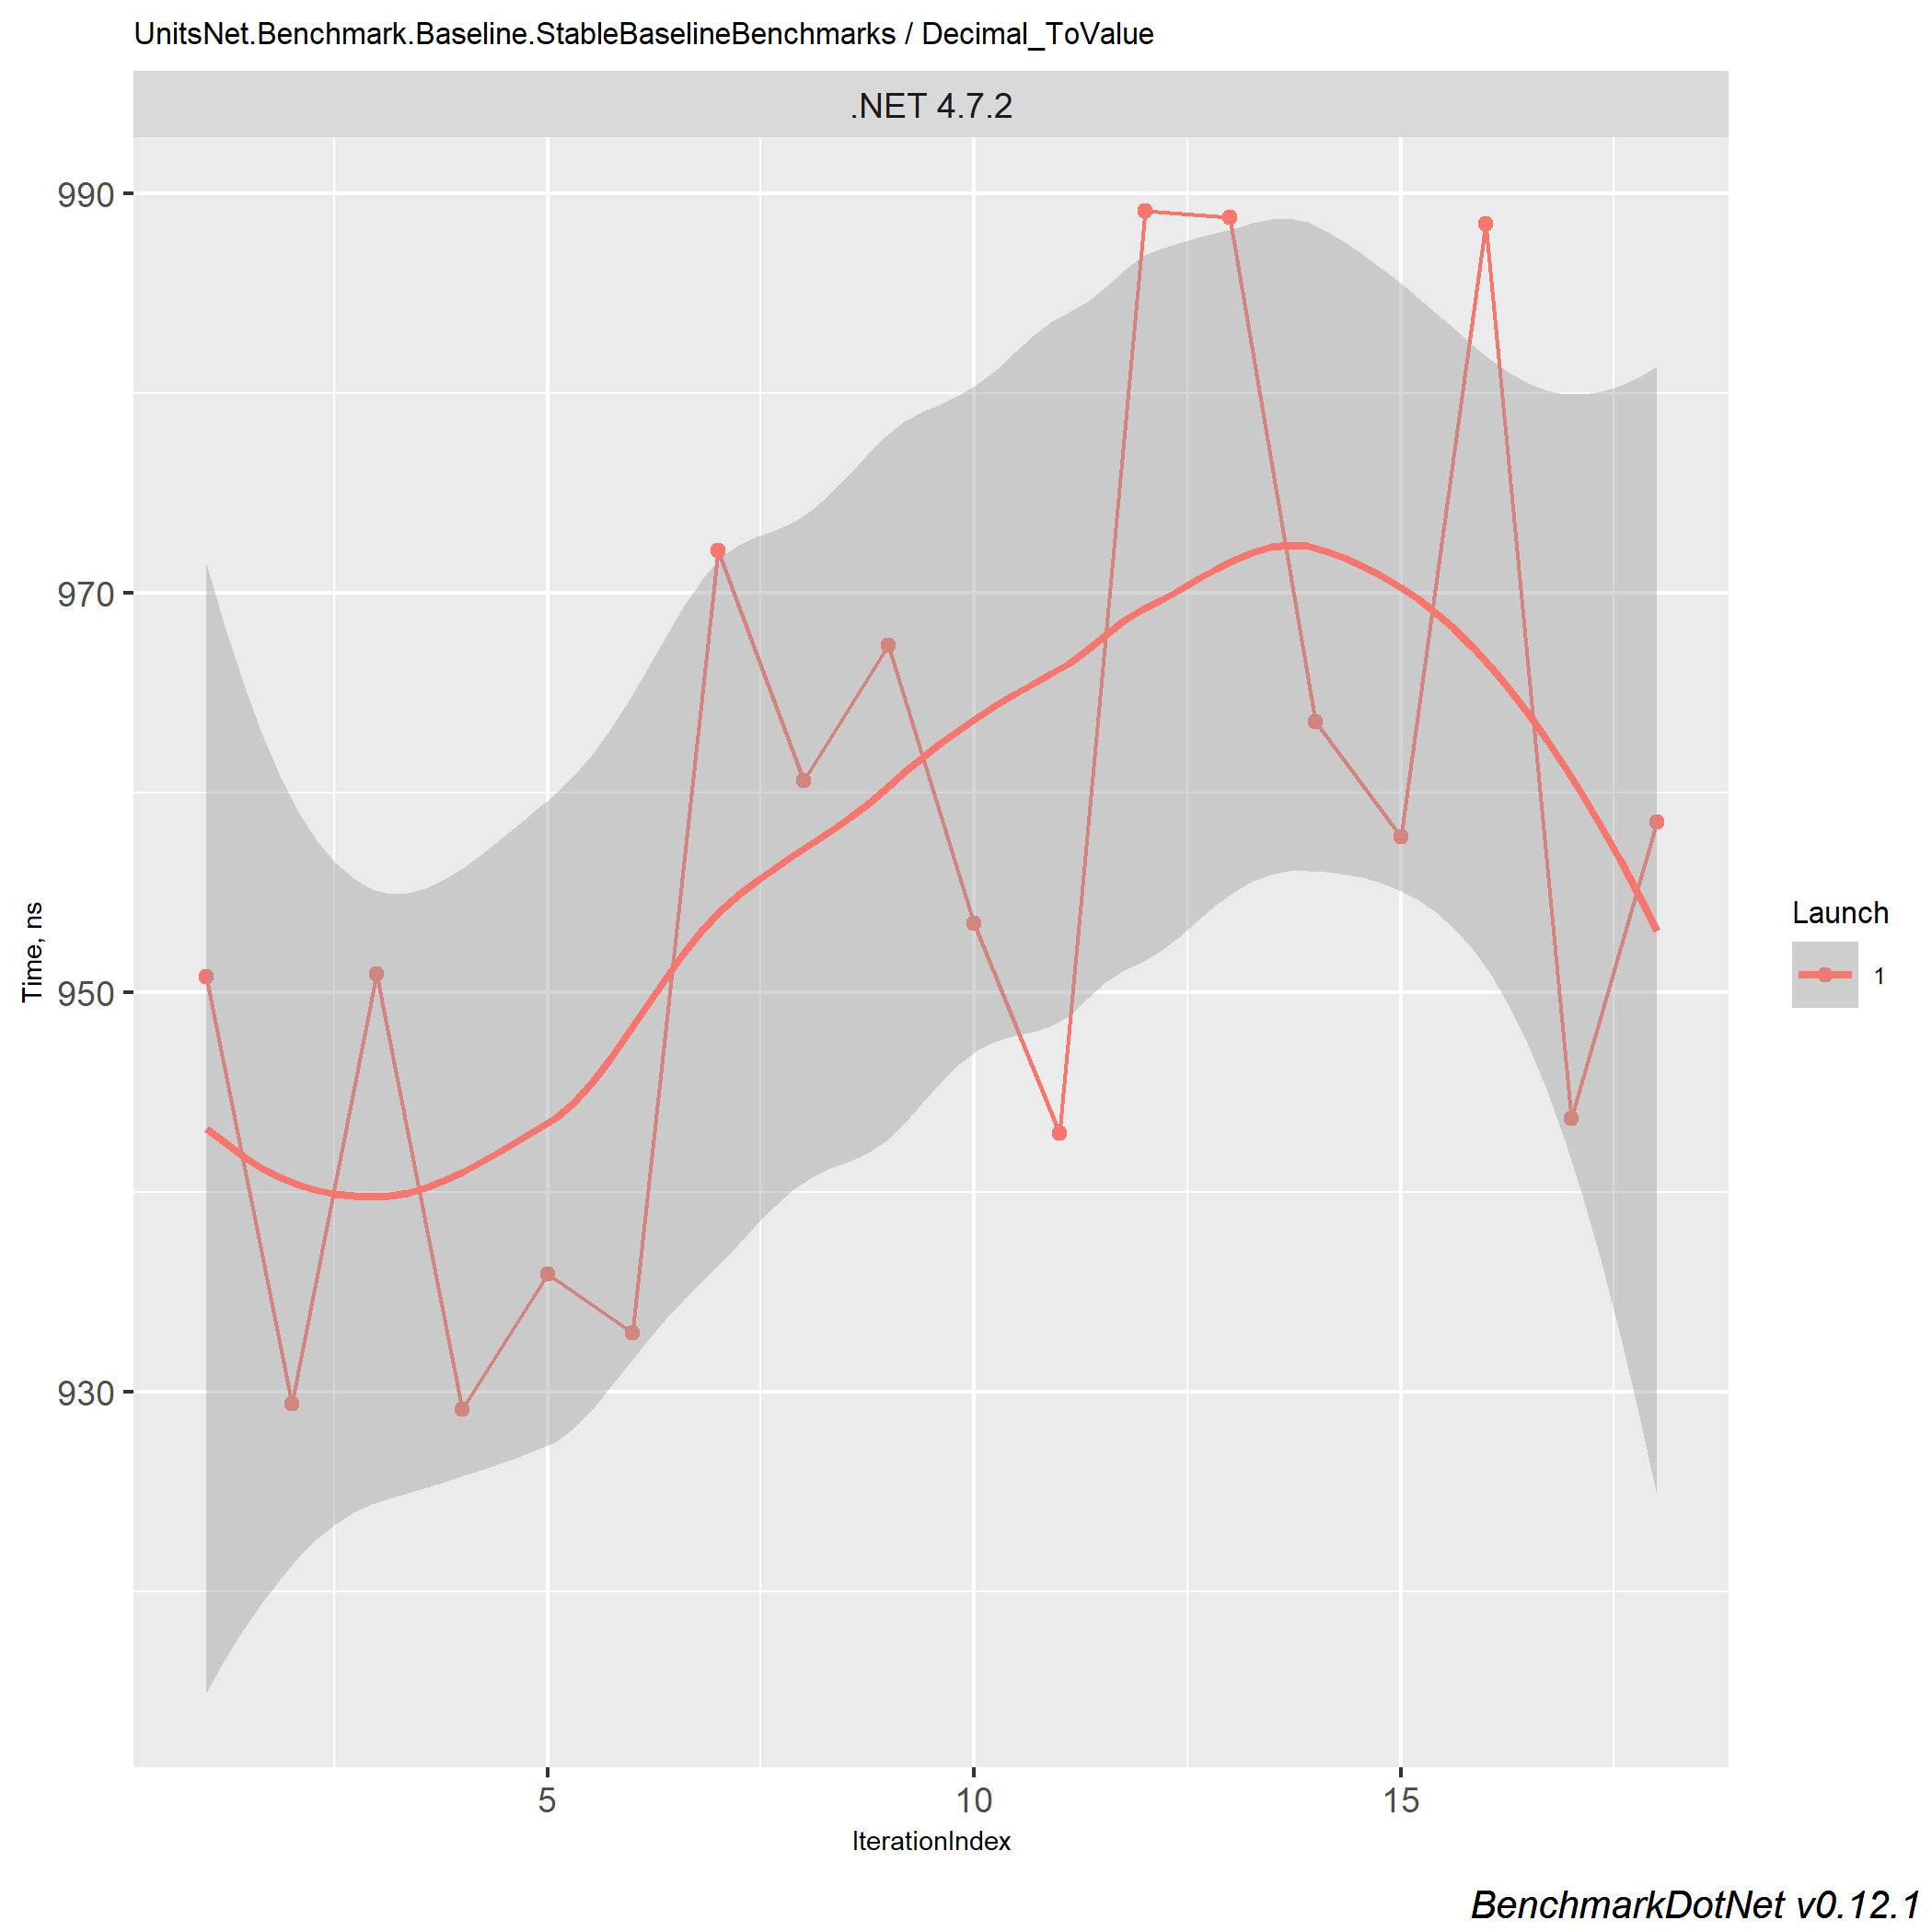 UnitsNet.Benchmark.Baseline.StableBaselineBenchmarks / Decimal_ToValue
.NET 4.7.2
990
970
950
930
Time, ns
5 10 15
IterationIndex
Launch
1
BenchmarkDotNet v0.12.1